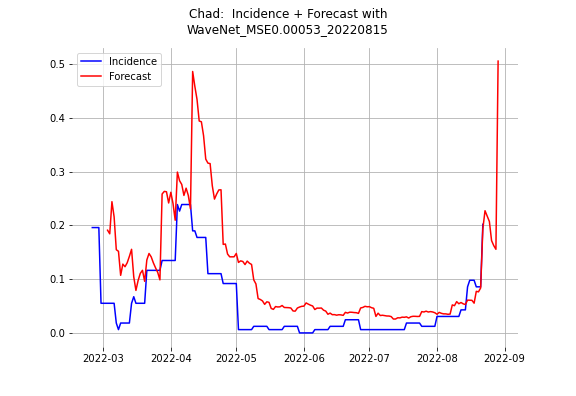 Chad:  Incidence + Forecast with
WaveNet_MSE0.00053_20220815
Incidence
Forecast
0.5
0.4
0.3
0.2
0.1
0.0
2022-03 2022-04 2022-05 2022-06 2022-07 2022-08 2022-09